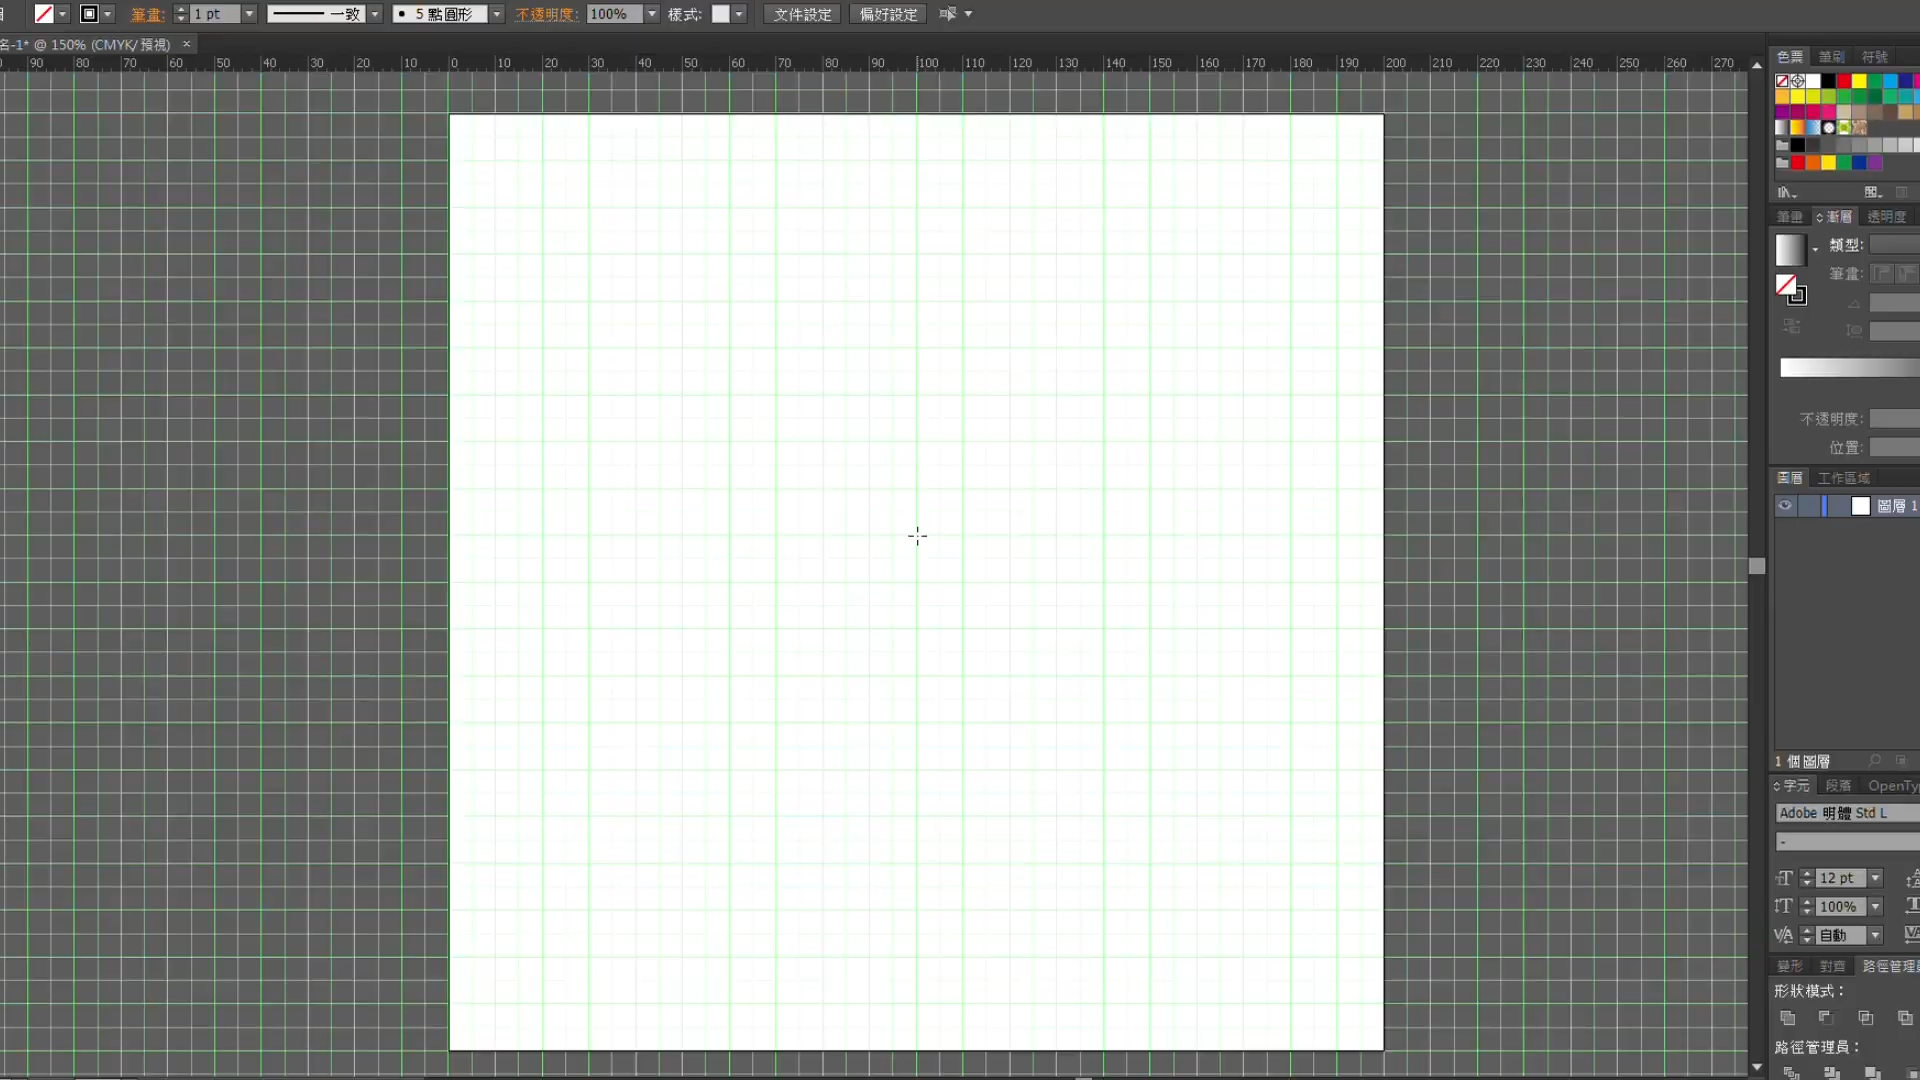 筆畫: 1 pt 一致 5 點圓形 不透明度: 100% 樣式: 文件設定 偏好設定
名-1* @ 150% (CMYK/預視) ×
90 80 70 60 50 40 30 20 10 0 10 20 30 40 50 60 70 80 90 100 110 120 130 140 150 160 170 180 190 200 210 220 230 240 250 260 270
色票 筆刷 符號
筆畫 漸層 透明度
類型:
筆畫:
不透明度:
位置:
圖層 工作區域
圖層 1
1 個圖層
字元 段落 OpenTy
Adobe 明體 Std L
-
12 pt
100%
自動
變形 對齊 路徑管理員
形狀模式：
路徑管理員：